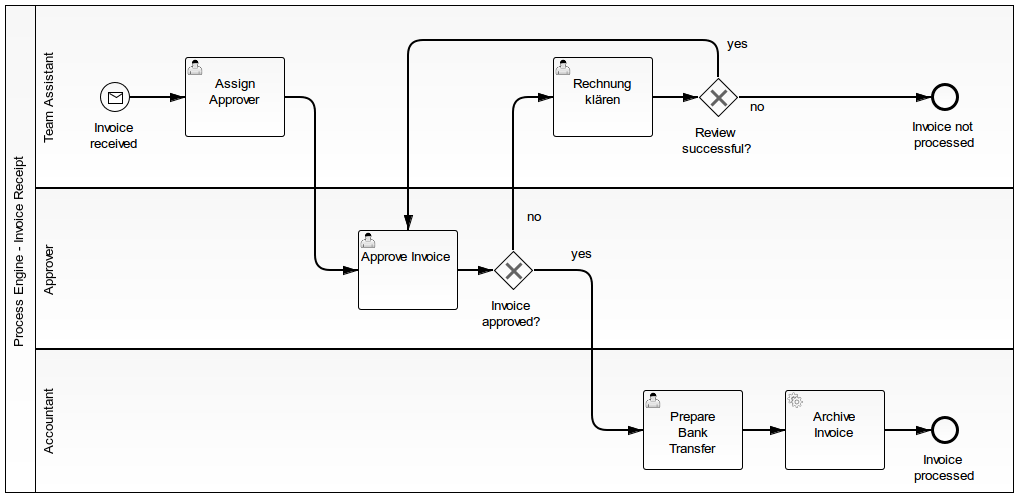 Process Engine - Invoice Receipt
Team Assistant
Invoice
received
Assign
Approver
Rechnung
klären
yes
no
Review
successful?
Invoice not
processed
Approver
Approve Invoice
no
yes
Invoice
approved?
Accountant
Prepare
Bank
Transfer
Archive
Invoice
Invoice
processed